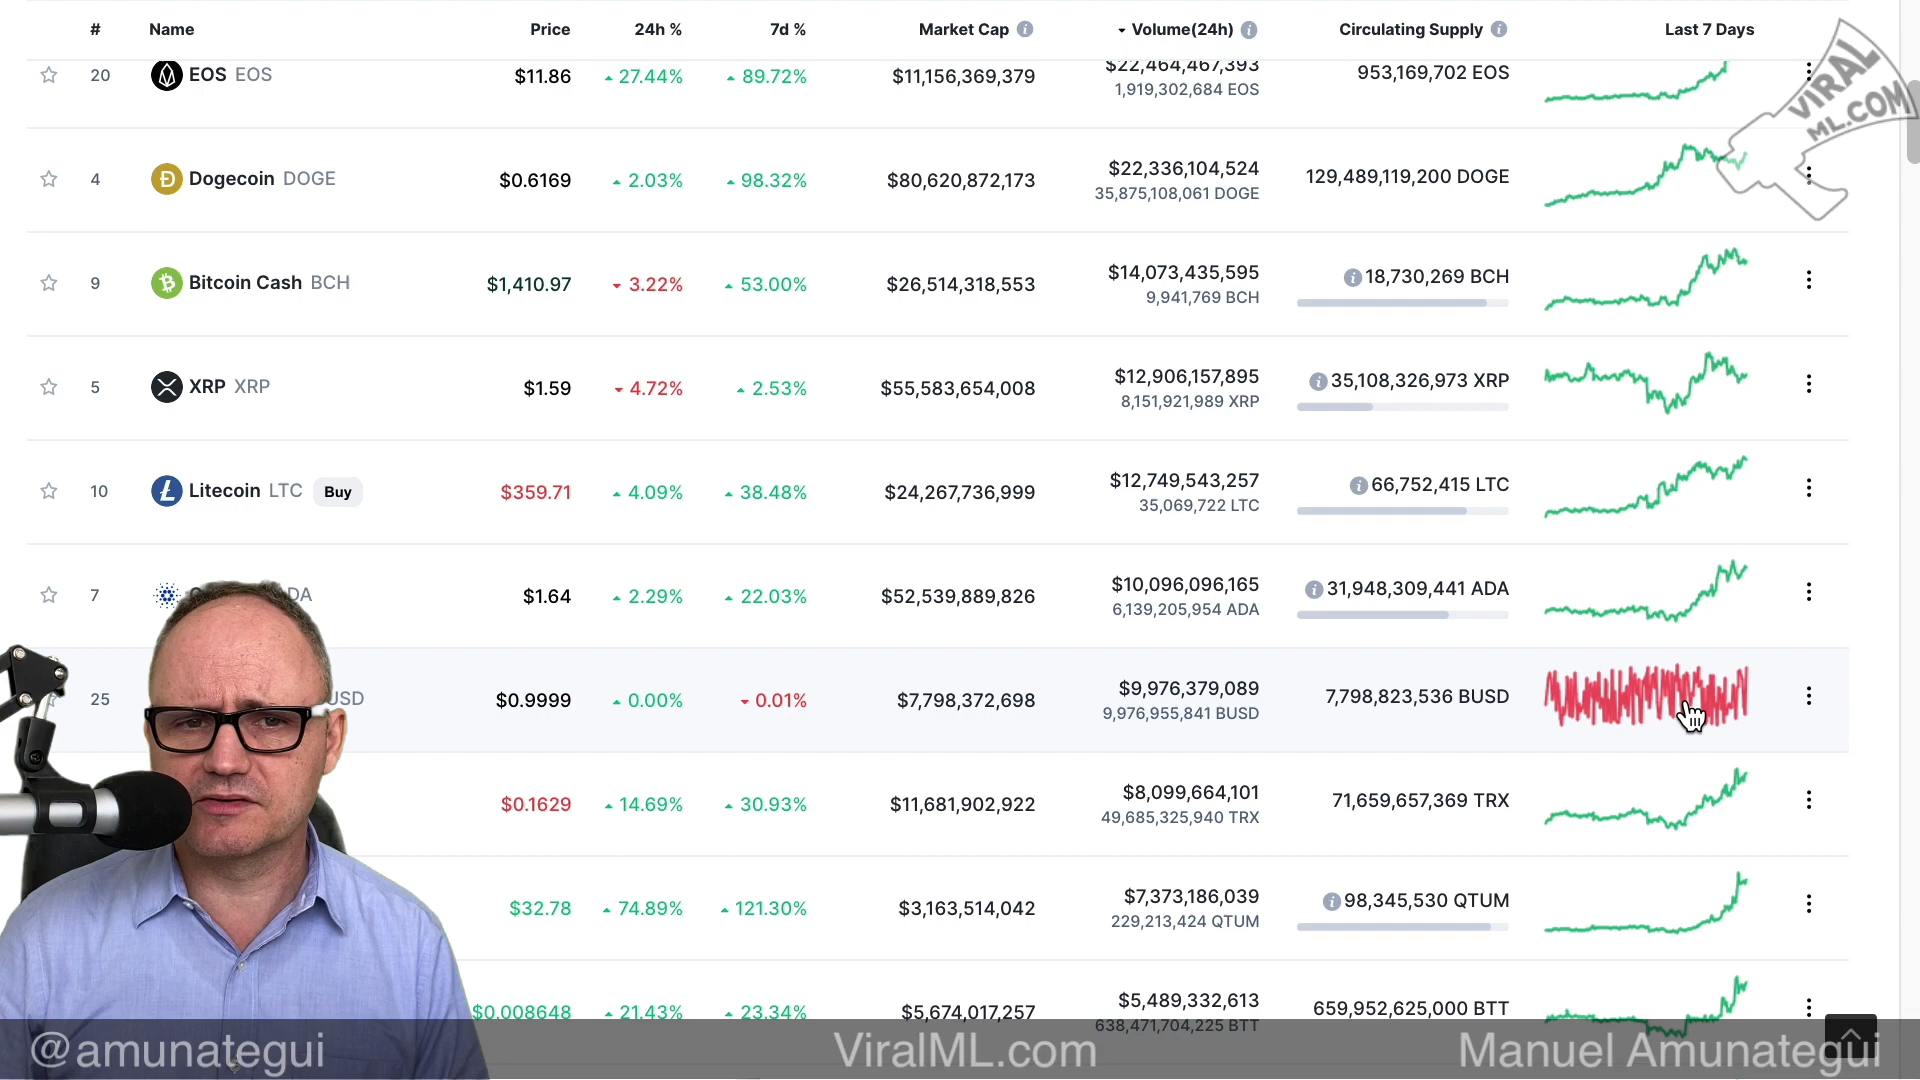 # Name Price 24h % 7d % Market Cap Volume(24h) Circulating Supply Last 7 Days
20 EOS EOS $11.86 27.44% 89.72% $11,156,369,379 $22,464,467,393 953,169,702 EOS
1,919,302,684 EOS
4 Dogecoin DOGE $0.6169 2.03% 98.32% $80,620,872,173 $22,336,104,524 129,489,119,200 DOGE
35,875,108,061 DOGE
9 Bitcoin Cash BCH $1,410.97 3.22% 53.00% $26,514,318,553 $14,073,435,595 18,730,269 BCH
9,941,769 BCH
5 XRP XRP $1.59 4.72% 2.53% $55,583,654,008 $12,906,157,895 35,108,326,973 XRP
8,151,921,989 XRP
10 Litecoin LTC Buy $359.71 4.09% 38.48% $24,267,736,999 $12,749,543,257 66,752,415 LTC
35,069,722 LTC
7 DA $1.64 2.29% 22.03% $52,539,889,826 $10,096,096,165 31,948,309,441 ADA
6,139,205,954 ADA
25 USD $0.9999 0.00% 0.01% $7,798,372,698 $9,976,379,089 7,798,823,536 BUSD
9,976,955,841 BUSD
$0.1629 14.69% 30.93% $11,681,902,922 $8,099,664,101 71,659,657,369 TRX
49,685,325,940 TRX
$32.78 74.89% 121.30% $3,163,514,042 $7,373,186,039 98,345,530 QTUM
229,213,424 QTUM
$0.008648 21.43% 23.34% $5,674,017,257 $5,489,332,613 659,952,625,000 BTT
638,471,704,225 BTT
VIRAL
ML.COM
@amunategui ViralML.com Manuel Amunategui